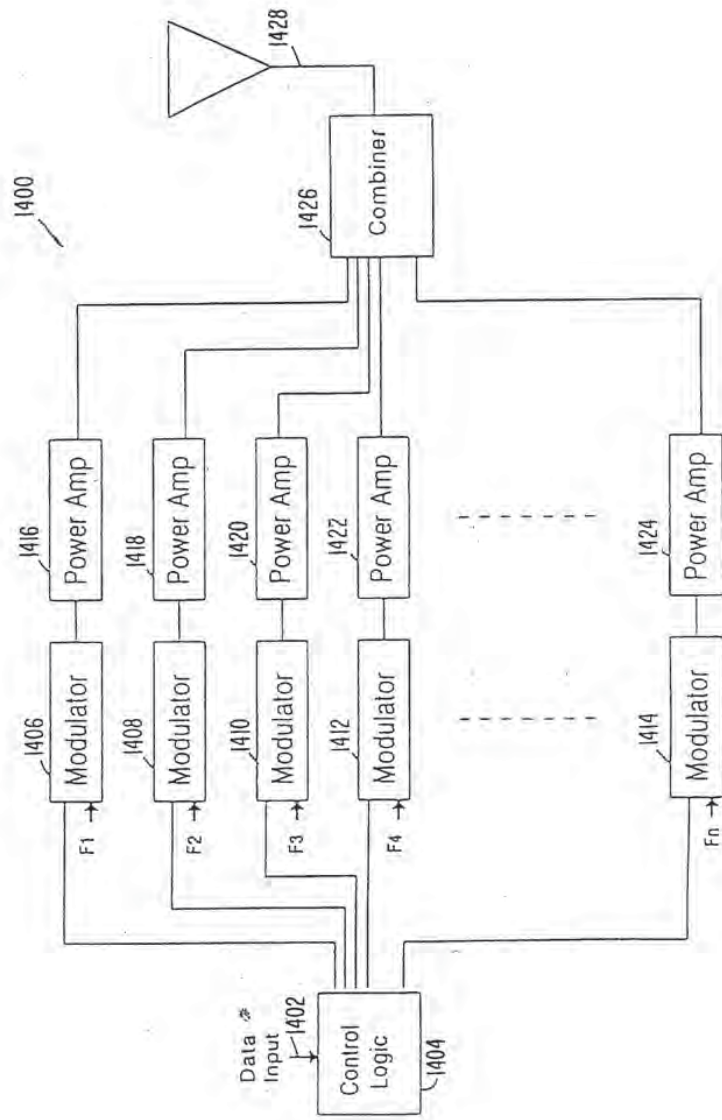 1400
Data
Input
1402
Control
Logic
1404
F1
1406
Modulator
1416
Power Amp
F2
1408
Modulator
1418
Power Amp
F3
1410
Modulator
1420
Power Amp
F4
1412
Modulator
1422
Power Amp
Fn
1414
Modulator
1424
Power Amp
1426
Combiner
1428